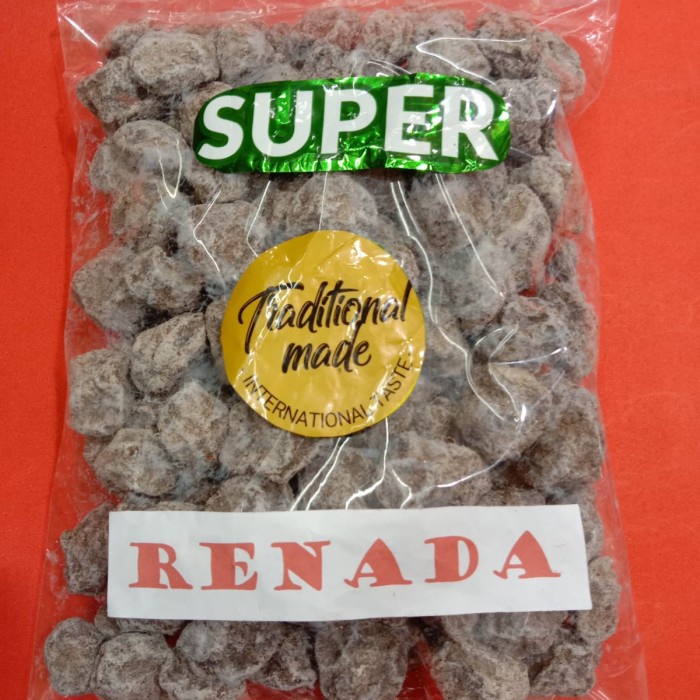 SUPER
Traditional
made
INTERNATIONAL TASTE
RENADA